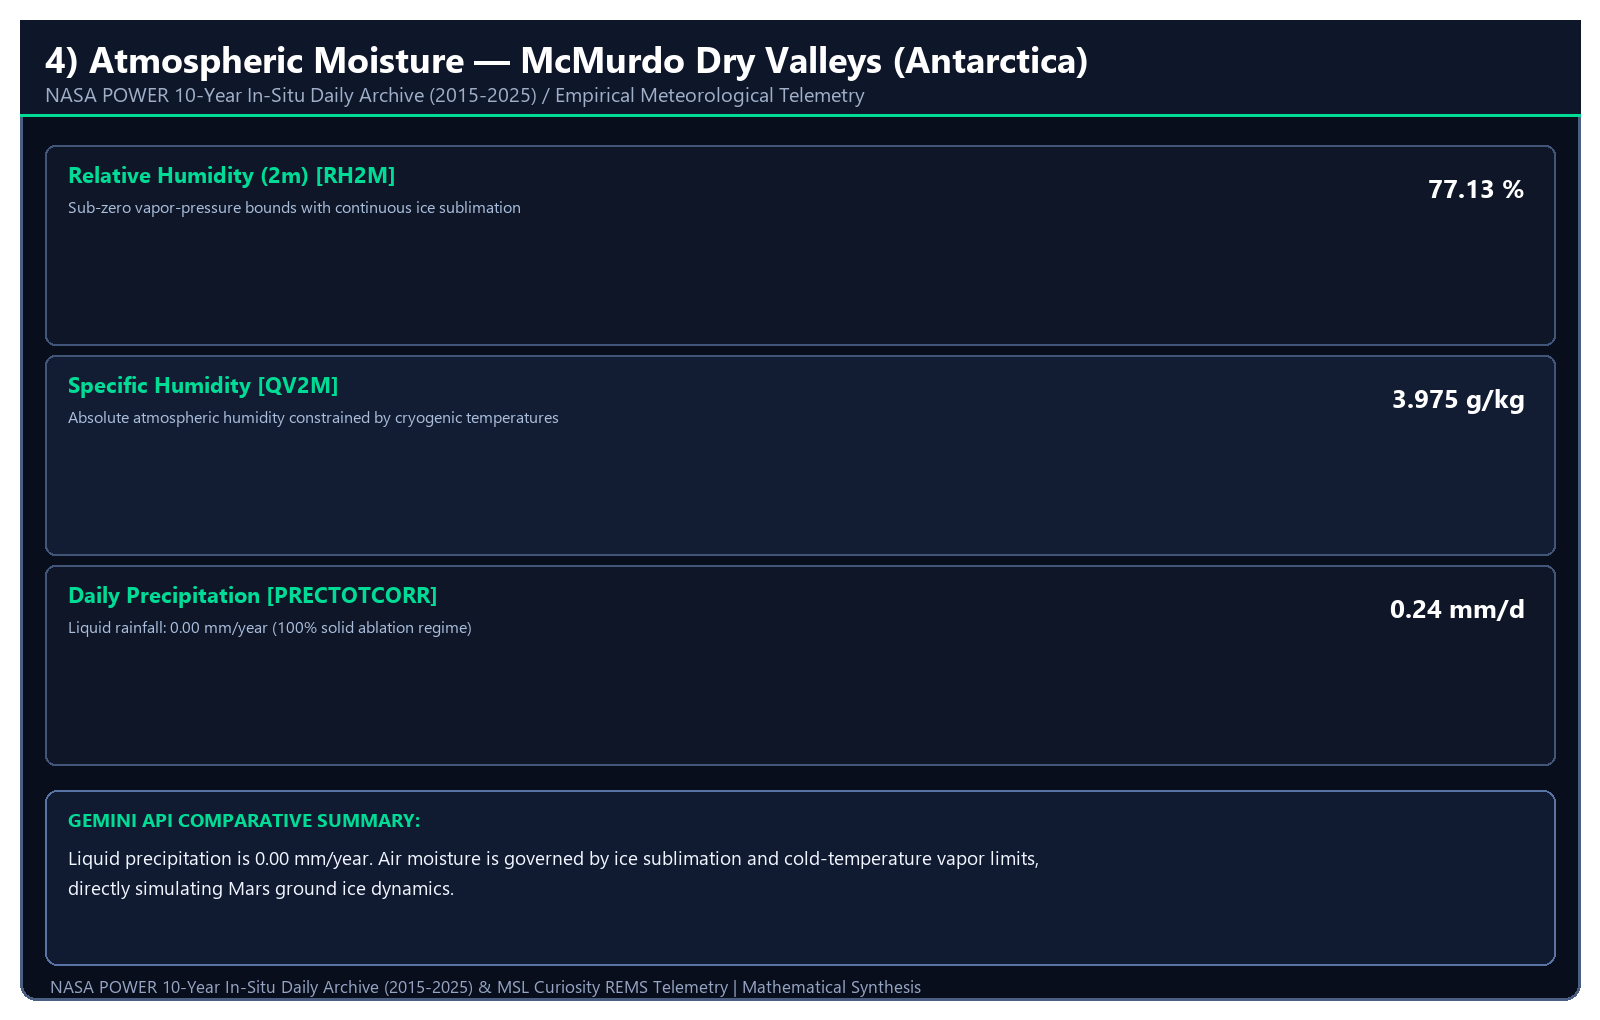 4) Atmospheric Moisture — McMurdo Dry Valleys (Antarctica)
NASA POWER 10-Year In-Situ Daily Archive (2015-2025) / Empirical Meteorological Telemetry
Relative Humidity (2m) [RH2M]
77.13 %
Sub-zero vapor-pressure bounds with continuous ice sublimation
Specific Humidity [QV2M]
3.975 g/kg
Absolute atmospheric humidity constrained by cryogenic temperatures
Daily Precipitation [PRECTOTCORR]
0.24 mm/d
Liquid rainfall: 0.00 mm/year (100% solid ablation regime)
GEMINI API COMPARATIVE SUMMARY:
Liquid precipitation is 0.00 mm/year. Air moisture is governed by ice sublimation and cold-temperature vapor limits,
directly simulating Mars ground ice dynamics.
NASA POWER 10-Year In-Situ Daily Archive (2015-2025) & MSL Curiosity REMS Telemetry | Mathematical Synthesis